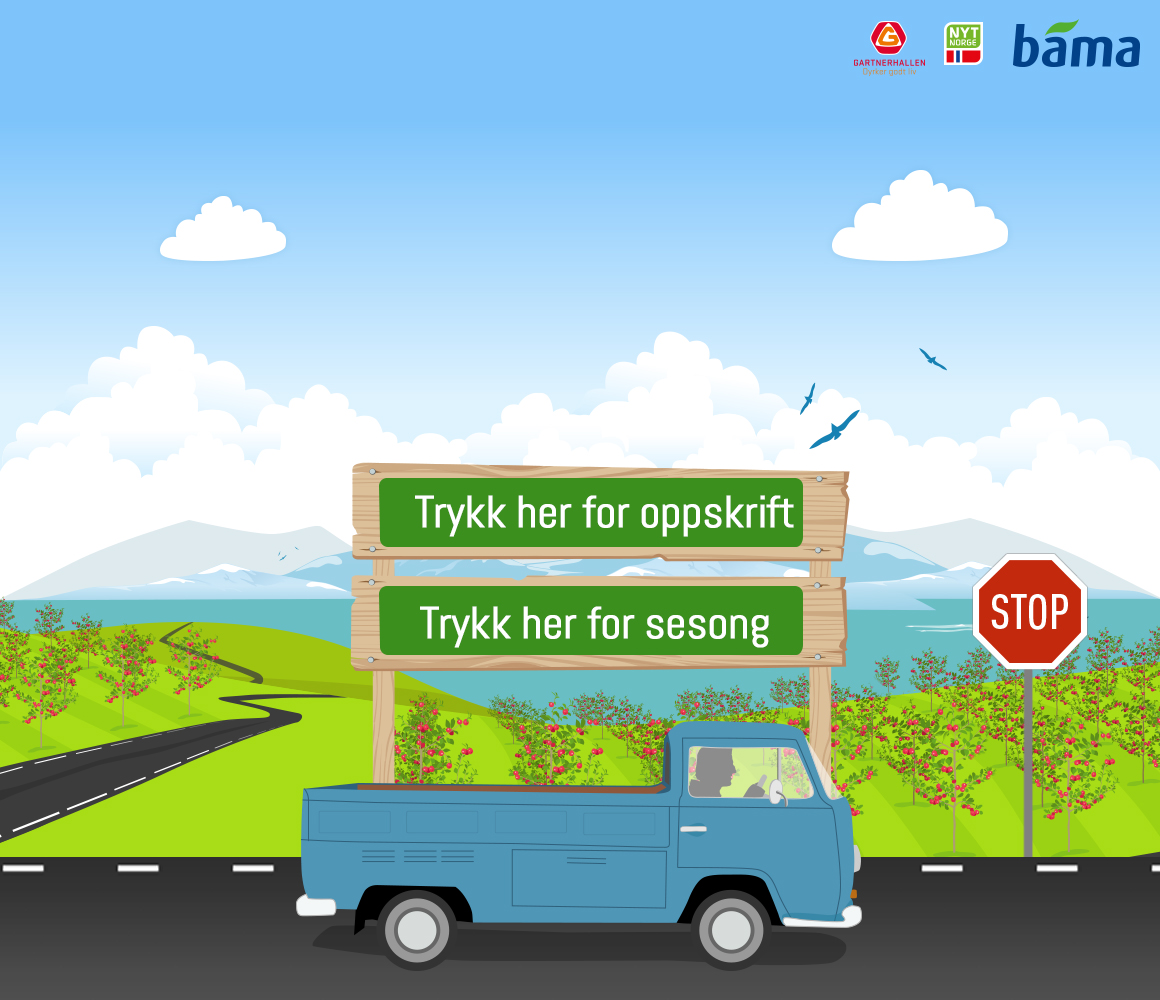 GARTNERHALLEN
Dyrker godt liv
NYT
NORGE
bama
Trykk her for oppskrift
Trykk her for sesong
STOP